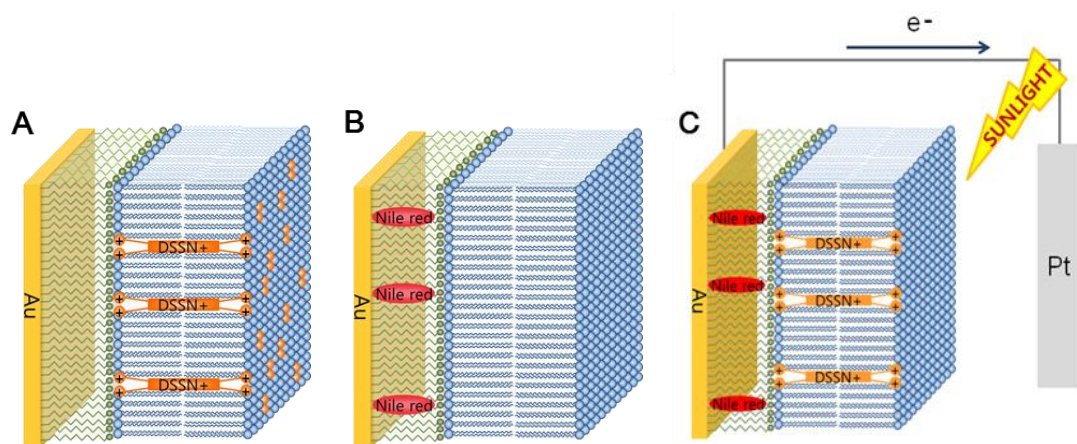 A
Au
+ DSSN+ +
+ +
+ DSSN+ +
+ +
+ DSSN+ +
+ +
B
Au
Nile red
Nile red
Nile red
C
e-
SUNLIGHT
Au
Nile red
Nile red
Nile red
+ DSSN+ +
+ +
+ DSSN+ +
+ +
+ DSSN+ +
+ +
Pt